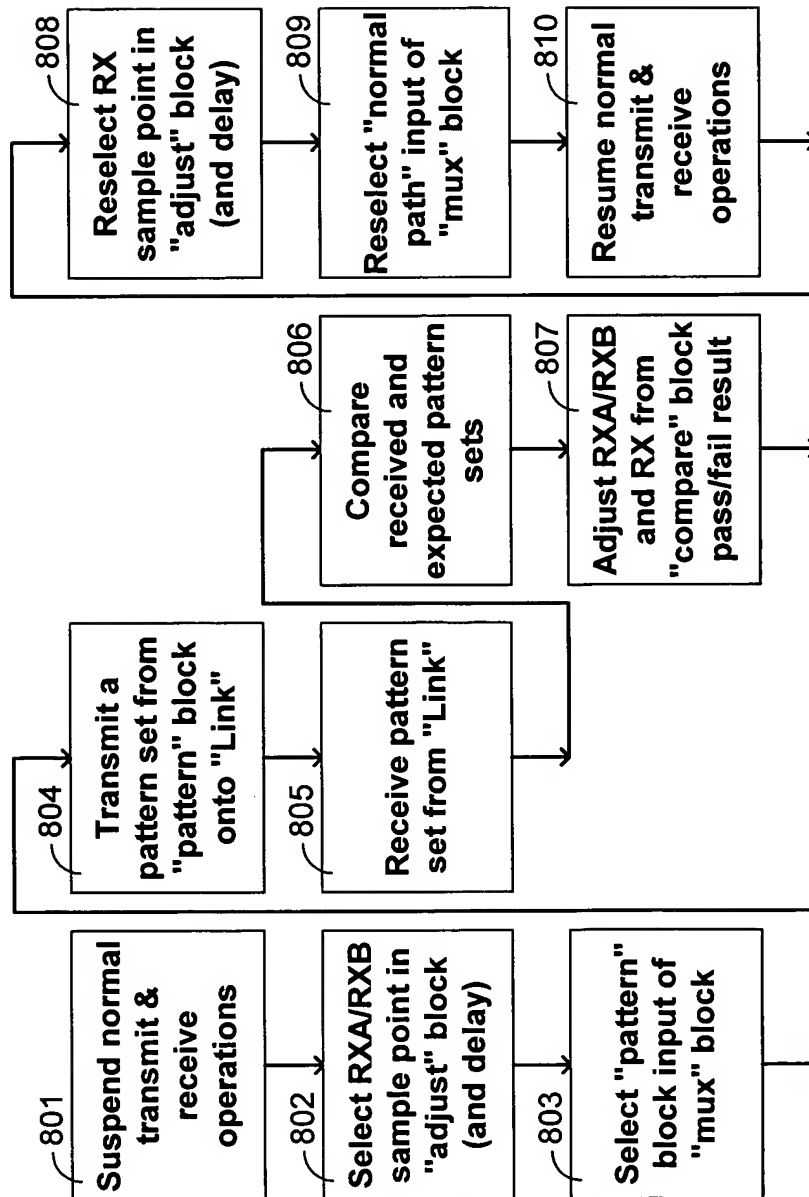 801
Suspend normal
transmit &
receive
operations
802
Select RXA/RXB
sample point in
"adjust" block
(and delay)
803
Select "pattern"
block input of
"mux" block
804
Transmit a
pattern set from
"pattern" block
onto "Link"
805
Receive pattern
set from "Link"
806
Compare
received and
expected pattern
sets
807
Adjust RXA/RXB
and RX from
"compare" block
pass/fail result
808
Reselect RX
sample point in
"adjust" block
(and delay)
809
Reselect "normal
path" input of
"mux" block
810
Resume normal
transmit &
receive
operations